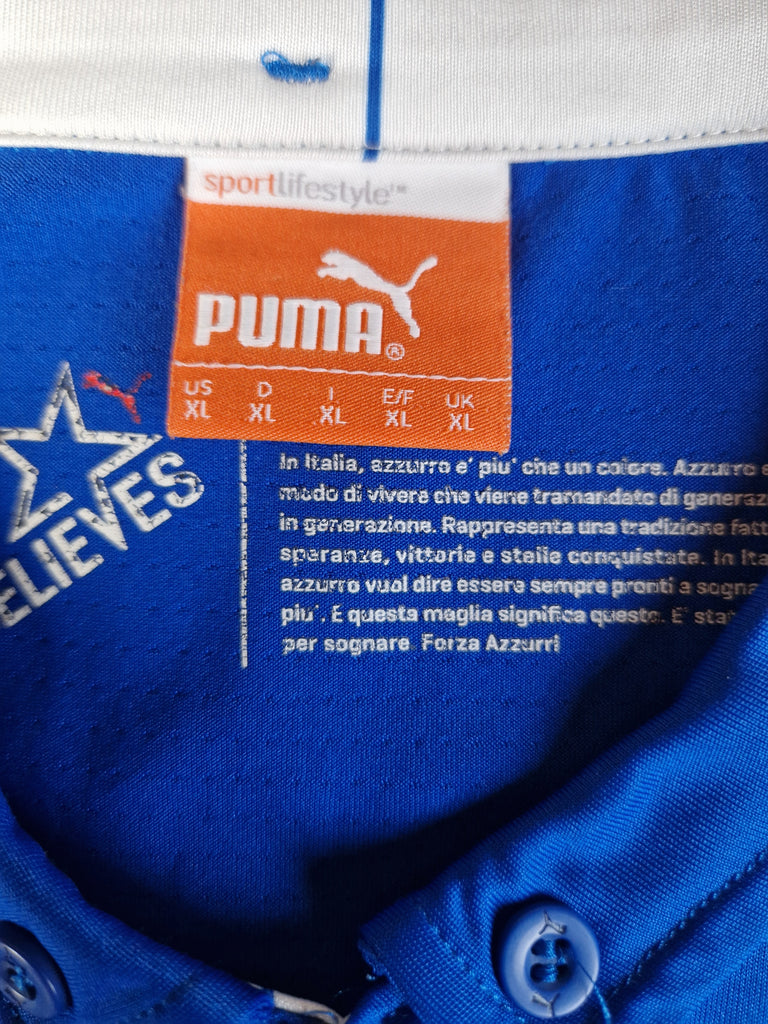 sportlifestyle™
PUMA®
US D I E/F UK
XL XL XL XL XL
ELIEVES
In Italia, azzurro e' piu' che un colore. Azzurro e
modo di vivere che viene tramandato di generaz
in generazione. Rappresenta una tradizione fatt
speranze, vittorie e stelle conquistate. In Ita
azzurro vuol dire essere sempre pronti a sogna
piu'. E questa maglia significa questo. E' stat
per sognare. Forza Azzurri